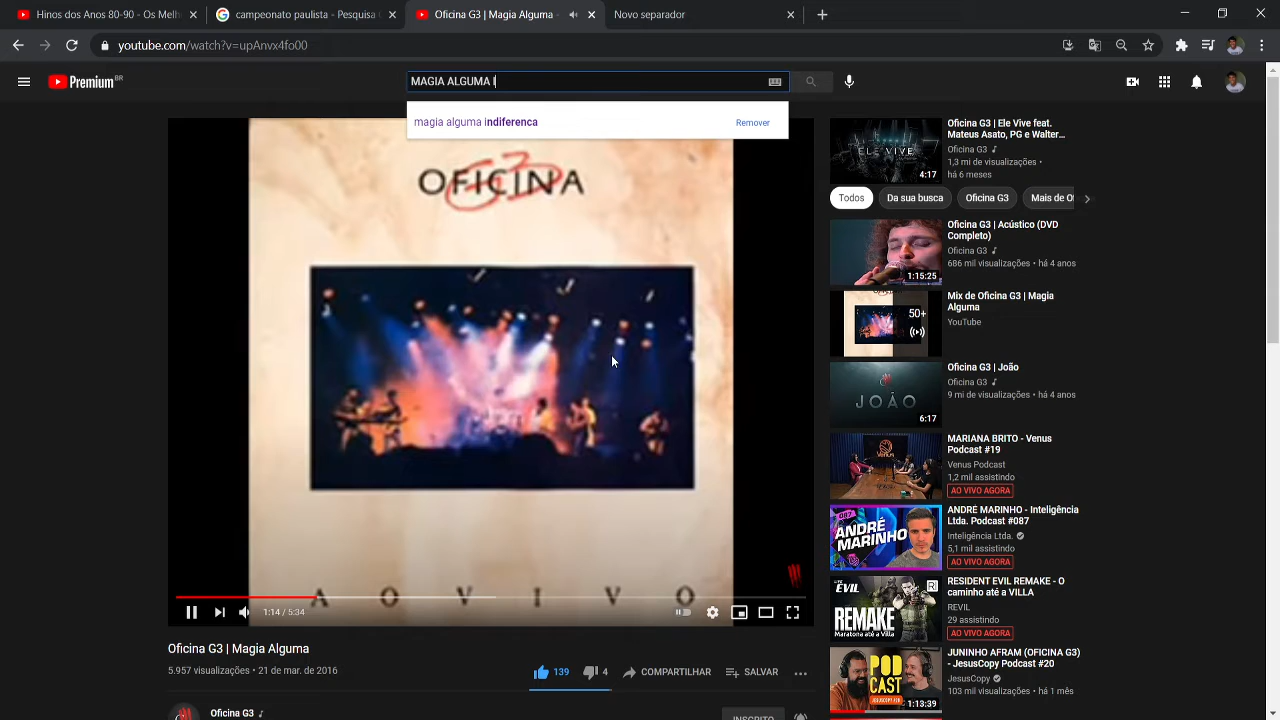 Hinos dos Anos 80-90 - Os Melh
campeonato paulista - Pesquisa G
Oficina G3 | Magia Alguma -
Novo separador
youtube.com/watch?v=upAnvx4fo00
Premium BR
MAGIA ALGUMA I
magia alguma indiferenca
Remover
OFICINA
G3
AO VIVO
1:14 / 5:34
Oficina G3 | Magia Alguma
5.957 visualizações • 21 de mar. de 2016
139
4
COMPARTILHAR
SALVAR
Oficina G3
INSCRITO
ELE VIVE
4:17
Oficina G3 | Ele Vive feat.
Mateus Asato, PG e Walter...
Oficina G3
1,3 mi de visualizações •
há 6 meses
Todos
Da sua busca
Oficina G3
Mais de Of
1:15:25
Oficina G3 | Acústico (DVD
Completo)
Oficina G3
686 mil visualizações • há 4 anos
50+
Mix de Oficina G3 | Magia
Alguma
YouTube
JOÃO
6:17
Oficina G3 | João
Oficina G3
9 mi de visualizações • há 4 anos
VENUS
MARIANA BRITO - Venus
Podcast #19
Venus Podcast
1,2 mil assistindo
AO VIVO AGORA
#087
ANDRÉ
MARINHO
ANDRÉ MARINHO - Inteligência
Ltda. Podcast #087
Inteligência Ltda.
5,1 mil assistindo
AO VIVO AGORA
EVIL
REMAKE
Maratona até a Village
RESIDENT EVIL REMAKE - O
caminho até a VILLA
REVIL
29 assistindo
AO VIVO AGORA
POD
CAST
1:13:39
JUNINHO AFRAM (OFICINA G3)
- JesusCopy Podcast #20
JesusCopy
103 mil visualizações • há 1 mês